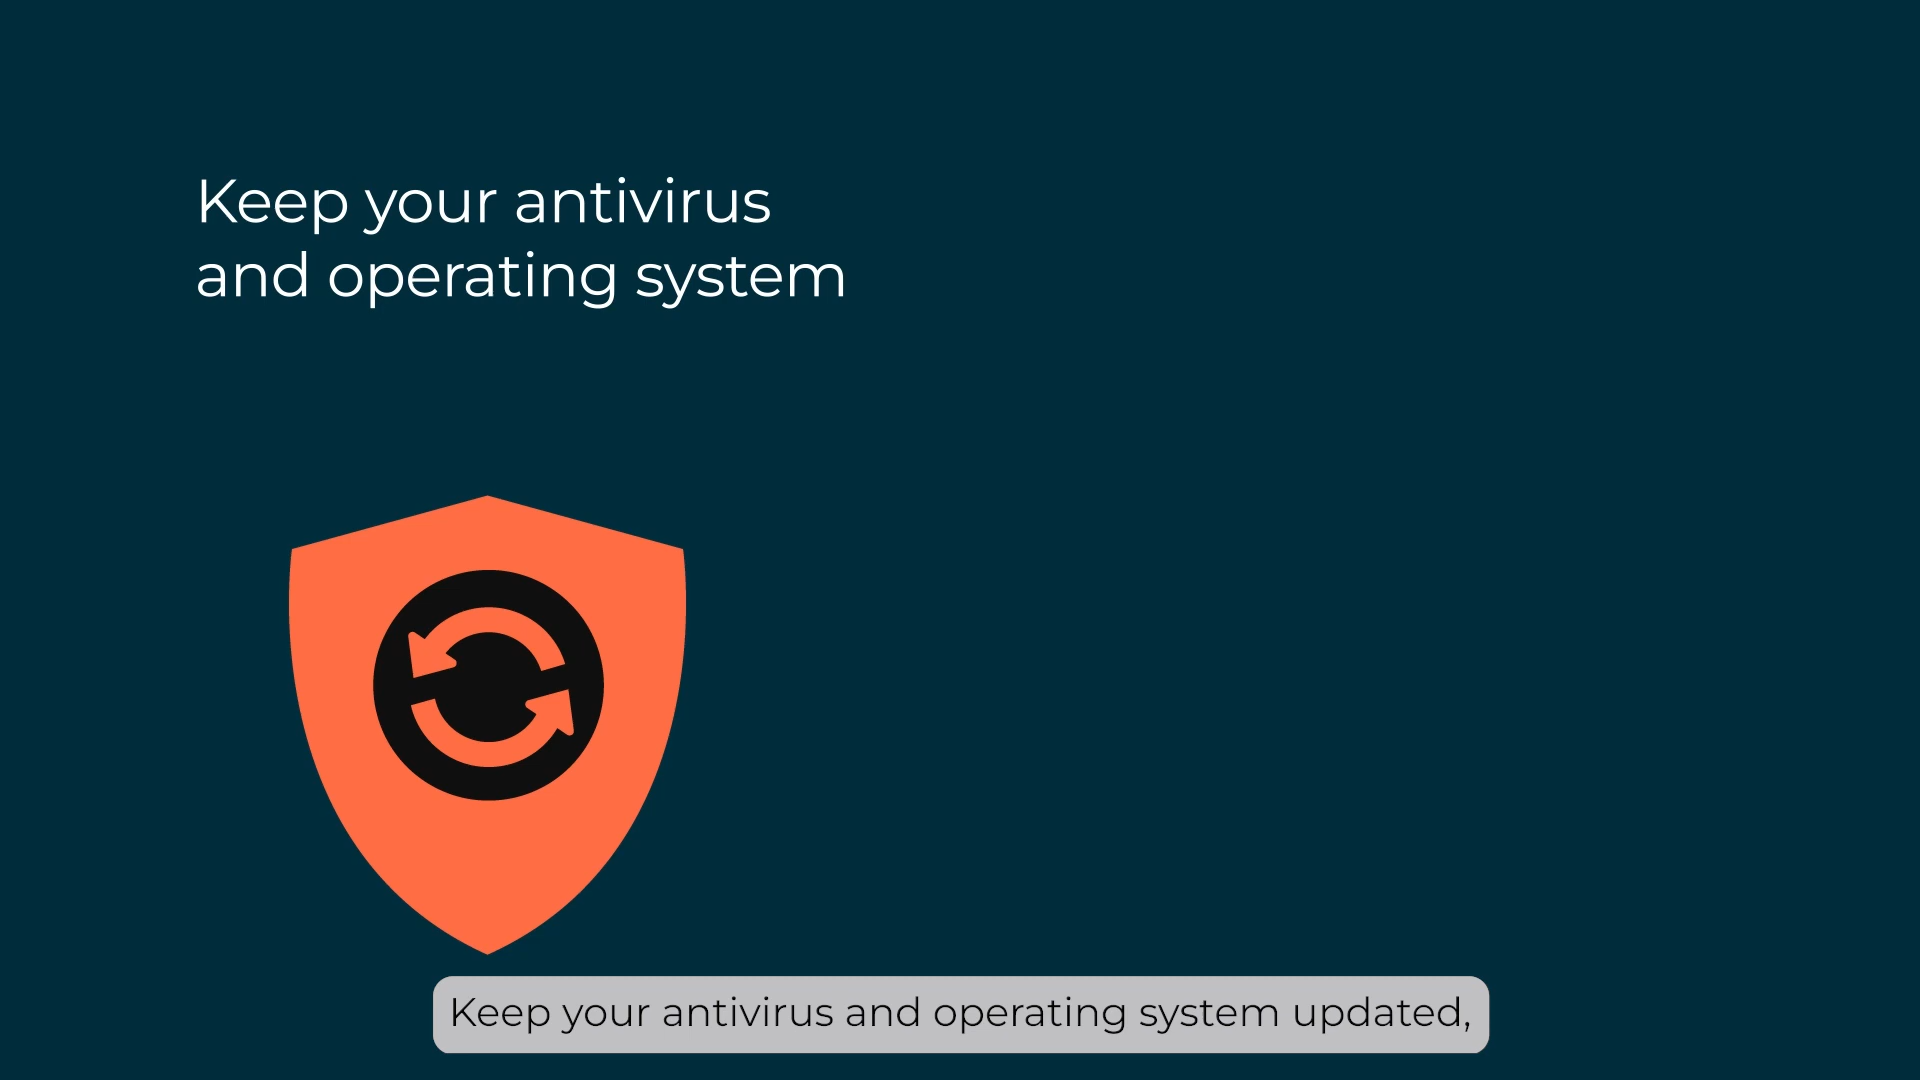 Keep your antivirus
and operating system
Keep your antivirus and operating system updated,